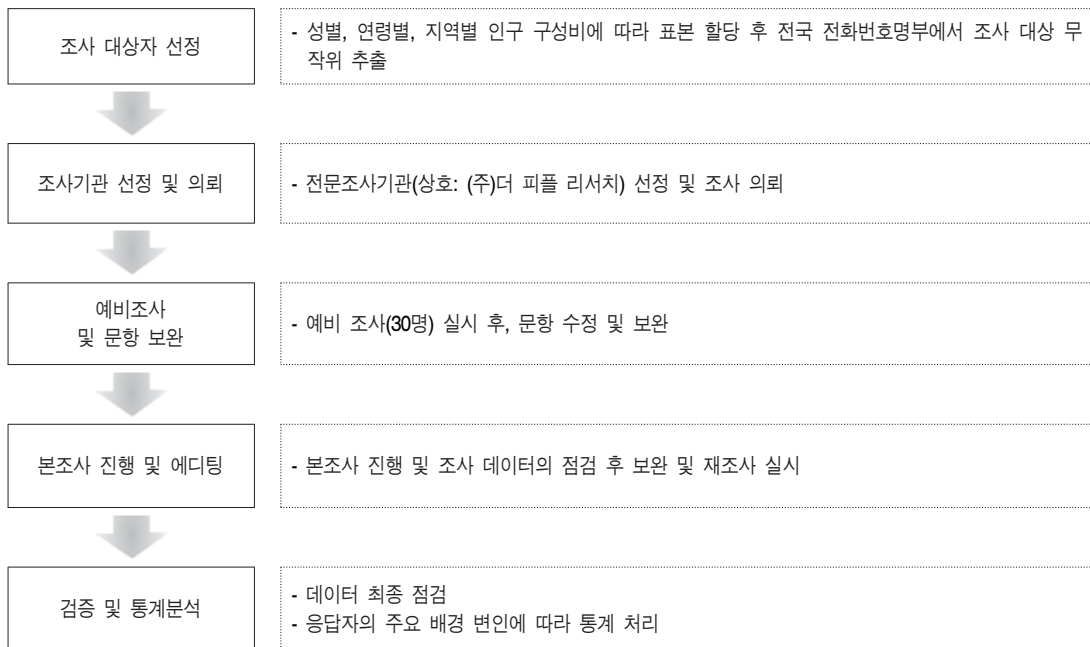 조사 대상자 선정
- 성별, 연령별, 지역별 인구 구성비에 따라 표본 할당 후 전국 전화번호명부에서 조사 대상 무
작위 추출
조사기관 선정 및 의뢰
- 전문조사기관(상호: (주)더 피플 리서치) 선정 및 조사 의뢰
예비조사
및 문항 보완
- 예비 조사(30명) 실시 후, 문항 수정 및 보완
본조사 진행 및 에디팅
- 본조사 진행 및 조사 데이터의 점검 후 보완 및 재조사 실시
검증 및 통계분석
- 데이터 최종 점검
- 응답자의 주요 배경 변인에 따라 통계 처리